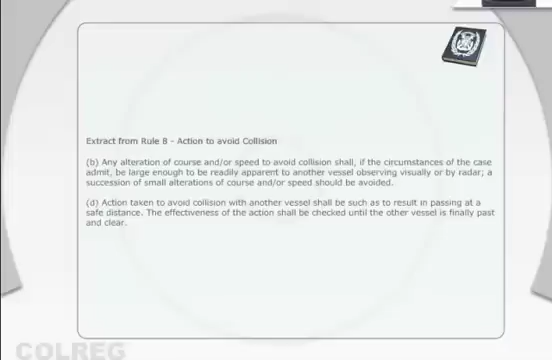 Extract from Rule 8 - Action to avoid Collision
(b) Any alteration of course and/or speed to avoid collision shall, if the circumstances of the case
admit, be large enough to be readily apparent to another vessel observing visually or by radar; a
succession of small alterations of course and/or speed should be avoided.
(d) Action taken to avoid collision with another vessel shall be such as to result in passing at a
safe distance. The effectiveness of the action shall be checked until the other vessel is finally past
and clear.
COLREG